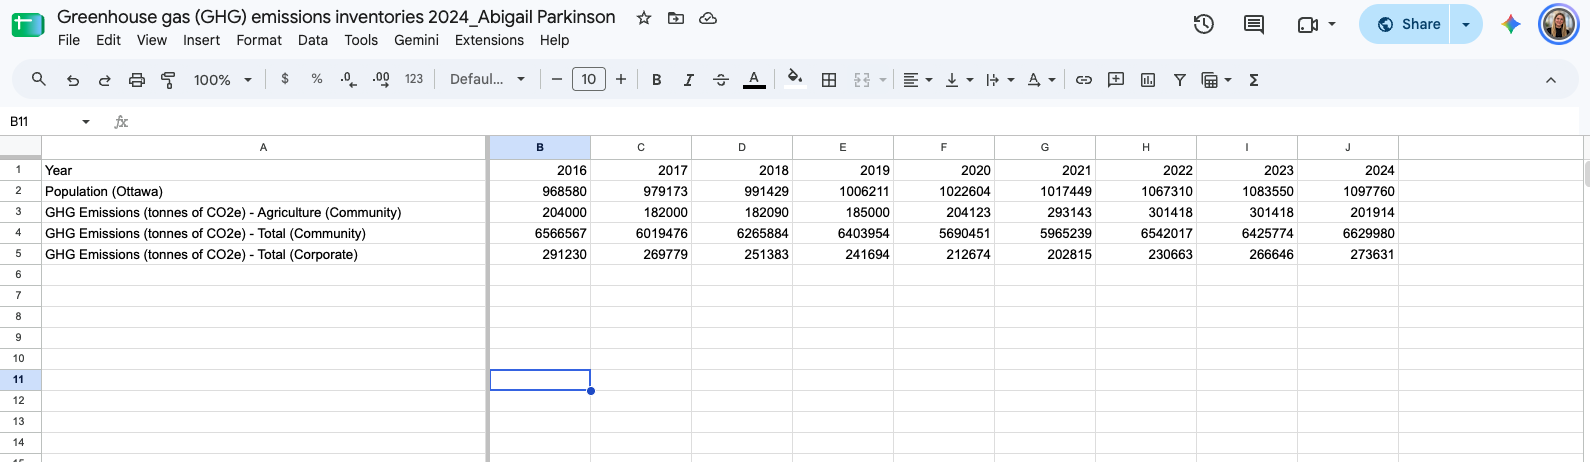 Greenhouse gas (GHG) emissions inventories 2024_Abigail Parkinson
File Edit View Insert Format Data Tools Gemini Extensions Help
Share
100% $ % .0 .00 123 Defaul... 10 B I A
B11 fx
A B C D E F G H I J
1 Year 2016 2017 2018 2019 2020 2021 2022 2023 2024
2 Population (Ottawa) 968580 979173 991429 1006211 1022604 1017449 1067310 1083550 1097760
3 GHG Emissions (tonnes of CO2e) - Agriculture (Community) 204000 182000 182090 185000 204123 293143 301418 301418 201914
4 GHG Emissions (tonnes of CO2e) - Total (Community) 6566567 6019476 6265884 6403954 5690451 5965239 6542017 6425774 6629980
5 GHG Emissions (tonnes of CO2e) - Total (Corporate) 291230 269779 251383 241694 212674 202815 230663 266646 273631
6
7
8
9
10
11
12
13
14